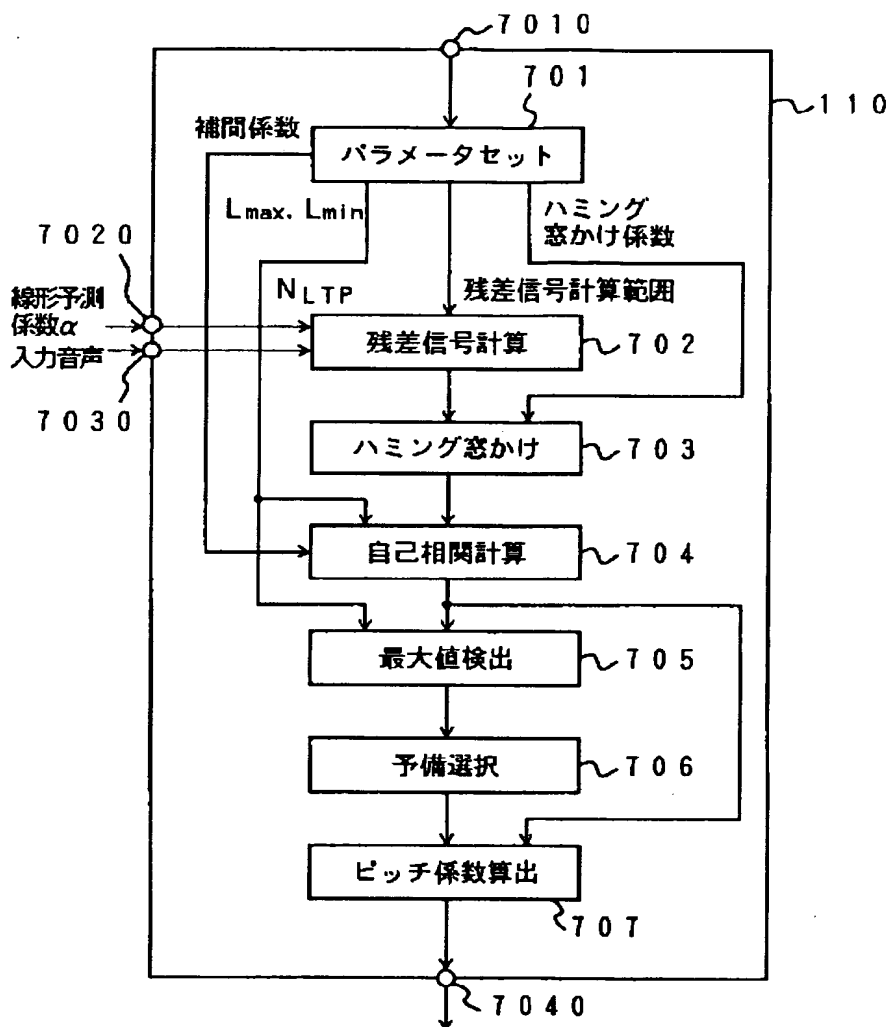 7010
701
110
補間係数
パラメータセット
Lmax. Lmin
ハミング
窓かけ係数
7020
NLTP
残差信号計算範囲
線形予測
係数α
入力音声
残差信号計算
702
7030
ハミング窓かけ
703
自己相関計算
704
最大値検出
705
予備選択
706
ピッチ係数算出
707
7040